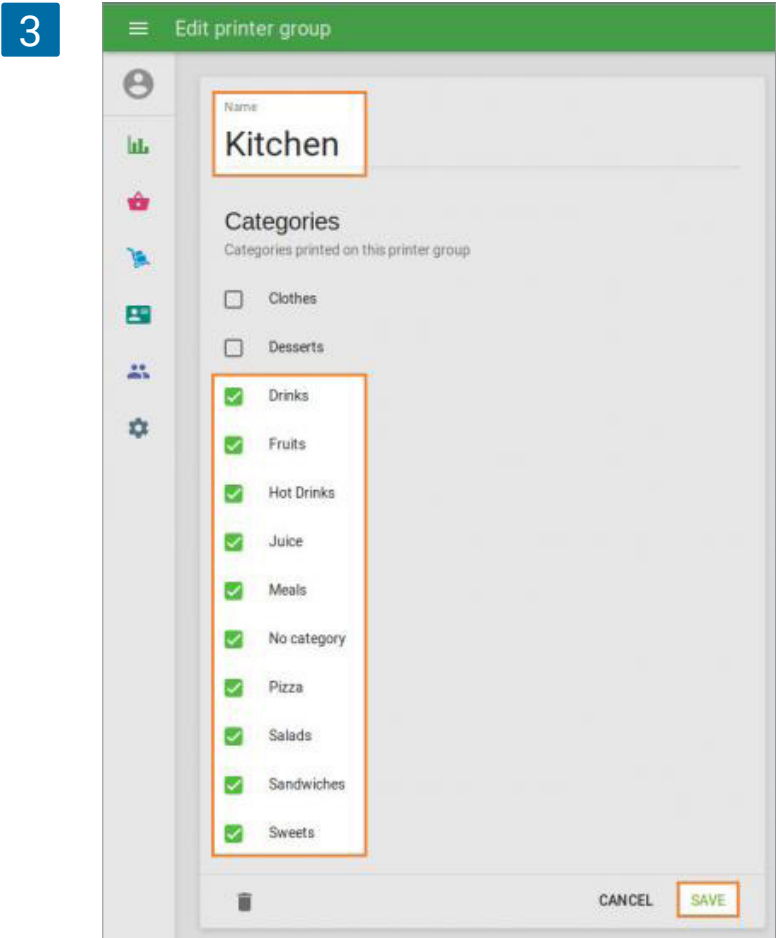 3
Edit printer group
Name
Kitchen
Categories
Categories printed on this printer group
Clothes
Desserts
Drinks
Fruits
Hot Drinks
Juice
Meals
No category
Pizza
Salads
Sandwiches
Sweets
CANCEL SAVE